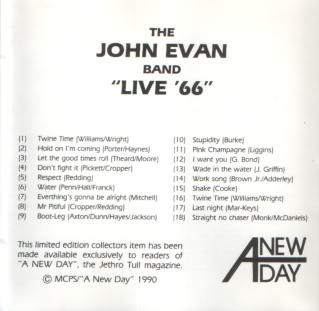 THE
JOHN EVAN
BAND
"LIVE '66"
(1) Twine Time (Williams/Wright)
(2) Hold on I'm coming (Porter/Haynes)
(3) Let the good times roll (Theard/Moore)
(4) Don't fight it (Pickett/Cropper)
(5) Respect (Redding)
(6) Water (Penn/Hall/Franck)
(7) Everthing's gonna be alright (Mitchell)
(8) Mr Pitiful (Cropper/Redding)
(9) Boot-Leg (Axton/Dunn/Hayes/Jackson)
(10) Stupidity (Burke)
(11) Pink Champagne (Liggins)
(12) I want you (G. Bond)
(13) Wade in the water (J. Griffin)
(14) Work song (Brown Jr./Adderley)
(15) Shake (Cooke)
(16) Twine Time (Williams/Wright)
(17) Last night (Mar-Keys)
(18) Straight no chaser (Monk/McDaniels)
This limited edition collectors item has been
made available exclusively to readers of
"A NEW DAY", the Jethro Tull magazine.
© MCPS/"A New Day" 1990
A NEW
DAY